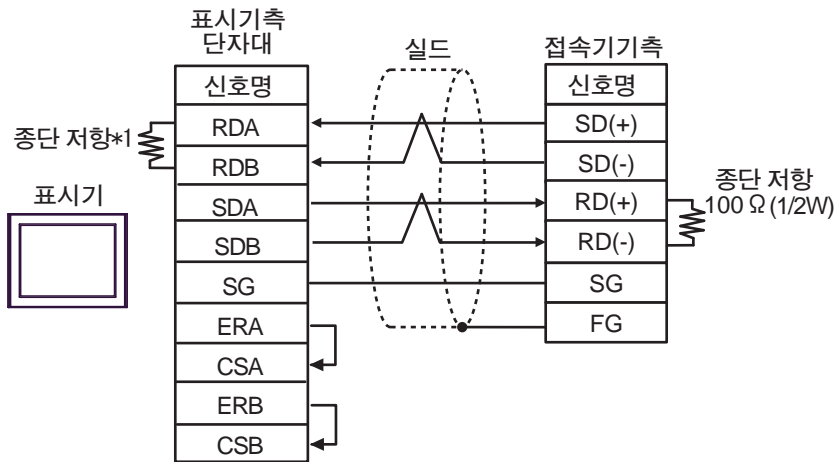 표시기측
단자대
실드
접속기기측
신호명
신호명
RDA
SD(+)
종단 저항*1
RDB
SD(-)
표시기
SDA
RD(+)
종단 저항
100 Ω (1/2W)
SDB
RD(-)
SG
SG
ERA
FG
CSA
ERB
CSB